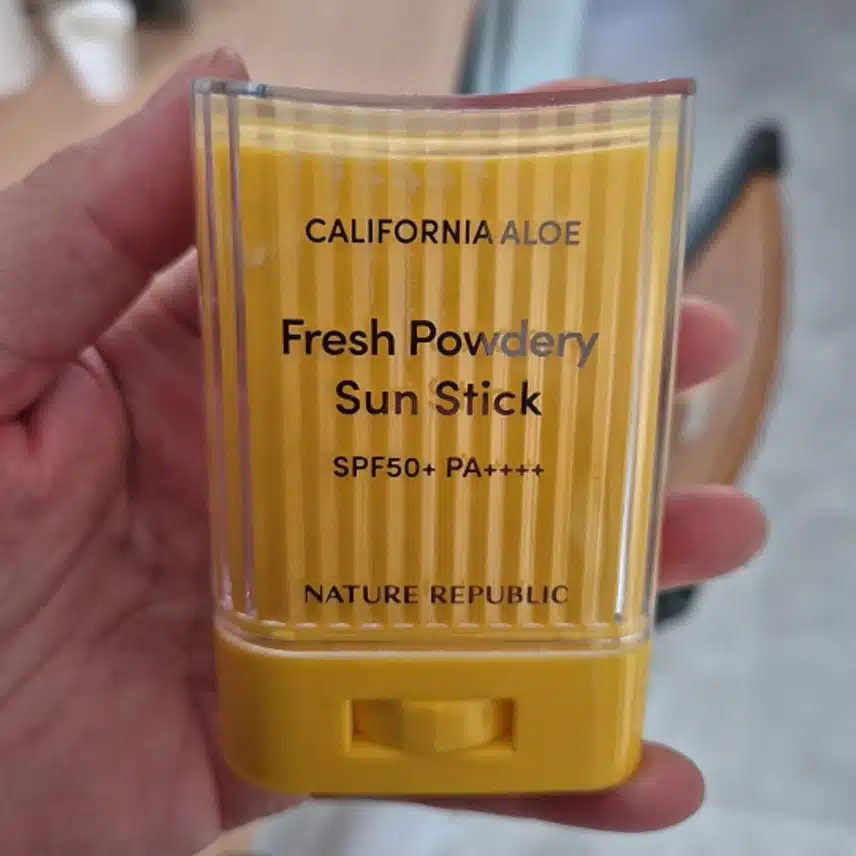 CALIFORNIA ALOE
Fresh Powdery
Sun Stick
SPF50+ PA++++
NATURE REPUBLIC